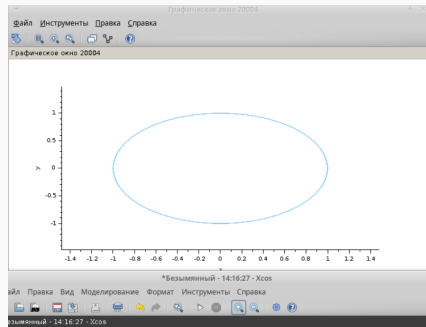 Графическое окно 20004
Файл Инструменты Правка Справка
Графическое окно 20004
1
0.5
y
0
-0.5
-1
-1.4 -1.2 -1 -0.8 -0.6 -0.4 -0.2 0 0.2 0.4 0.6 0.8 1 1.2 1.4
*Безымянный - 14:16:27 - Xcos
айл Правка Вид Моделирование Формат Инструменты Справка
езымянный - 14:16:27 - Xcos